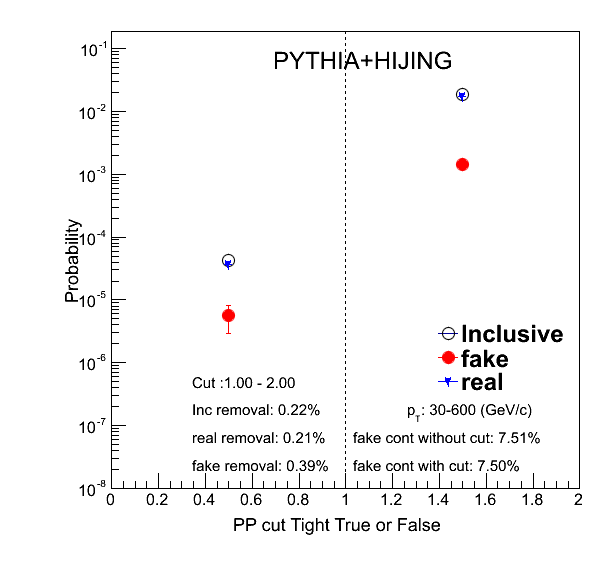 PYTHIA+HIJING
10^-1
10^-2
10^-3
10^-4
10^-5
10^-6
10^-7
10^-8
Probability
Inclusive
fake
real
Cut :1.00 - 2.00
Inc removal: 0.22%
real removal: 0.21%
fake removal: 0.39%
p_T: 30-600 (GeV/c)
fake cont without cut: 7.51%
fake cont with cut: 7.50%
0 0.2 0.4 0.6 0.8 1 1.2 1.4 1.6 1.8 2
PP cut Tight True or False